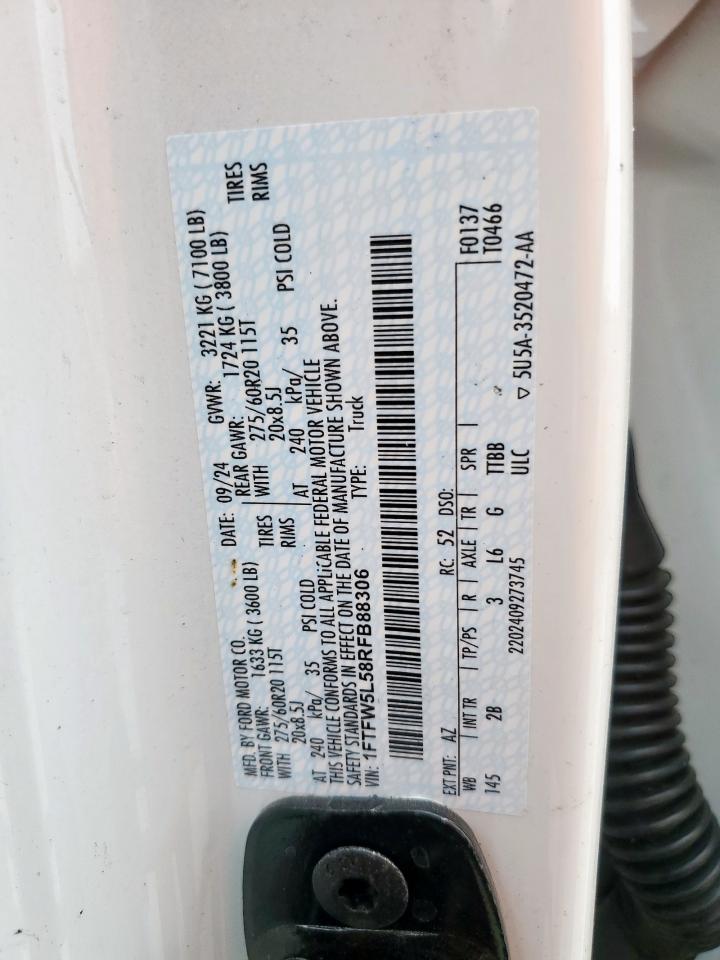 MFD. BY FORD MOTOR CO. DATE: 09/24 GVWR: 3221 KG ( 7100 LB)
FRONT GAWR: 1633 KG ( 3600 LB) REAR GAWR: 1724 KG ( 3800 LB)
WITH 275/60R20 115T TIRES WITH 275/60R20 115T TIRES
20x8.5J RIMS 20x8.5J RIMS
AT 240 kPa/ 35 PSI COLD AT 240 kPa/ 35 PSI COLD
THIS VEHICLE CONFORMS TO ALL APPLICABLE FEDERAL MOTOR VEHICLE
SAFETY STANDARDS IN EFFECT ON THE DATE OF MANUFACTURE SHOWN ABOVE.
VIN: 1FTFW5L58RFB88306 TYPE: Truck
EXT PNT: AZ RC: 52 DSO: F0137
WB INT TR TP/PS R AXLE TR SPR T0466
145 2B 3 L6 G TTBB
2202409273745 ULC ▽ 5U5A-3520472-AA